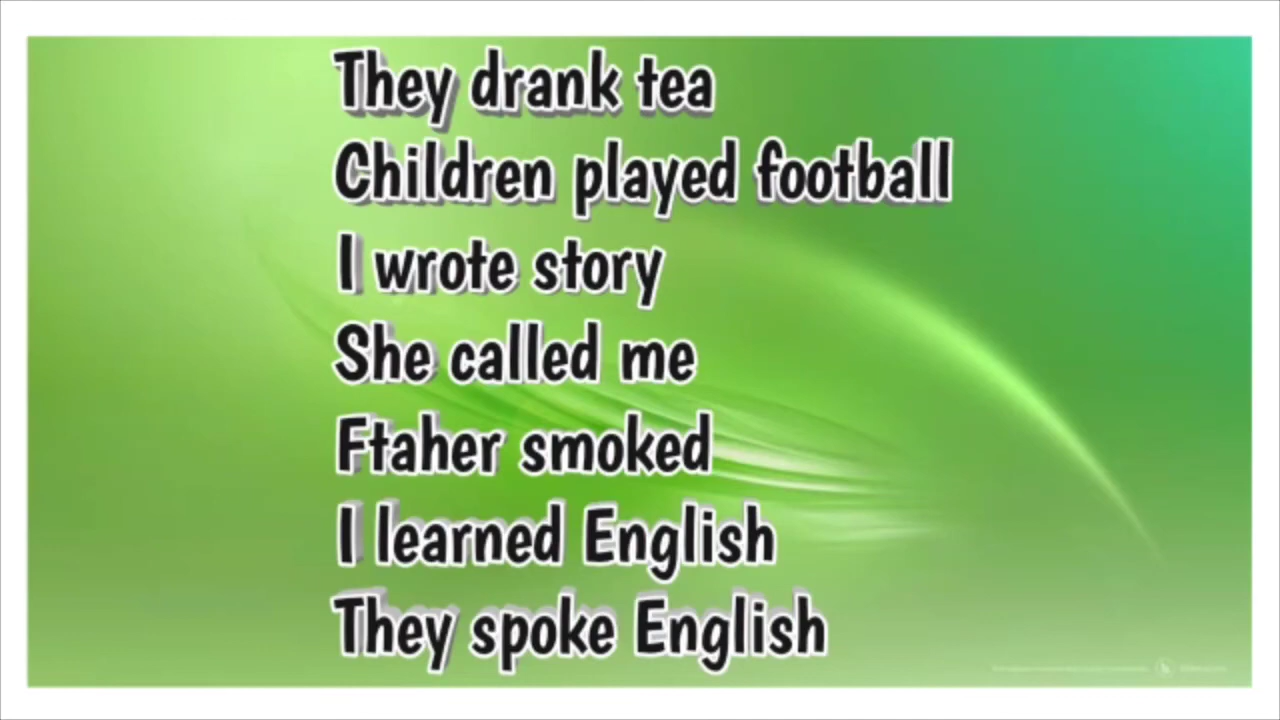 They drank tea
Children played football
I wrote story
She called me
Ftaher smoked
I learned English
They spoke English